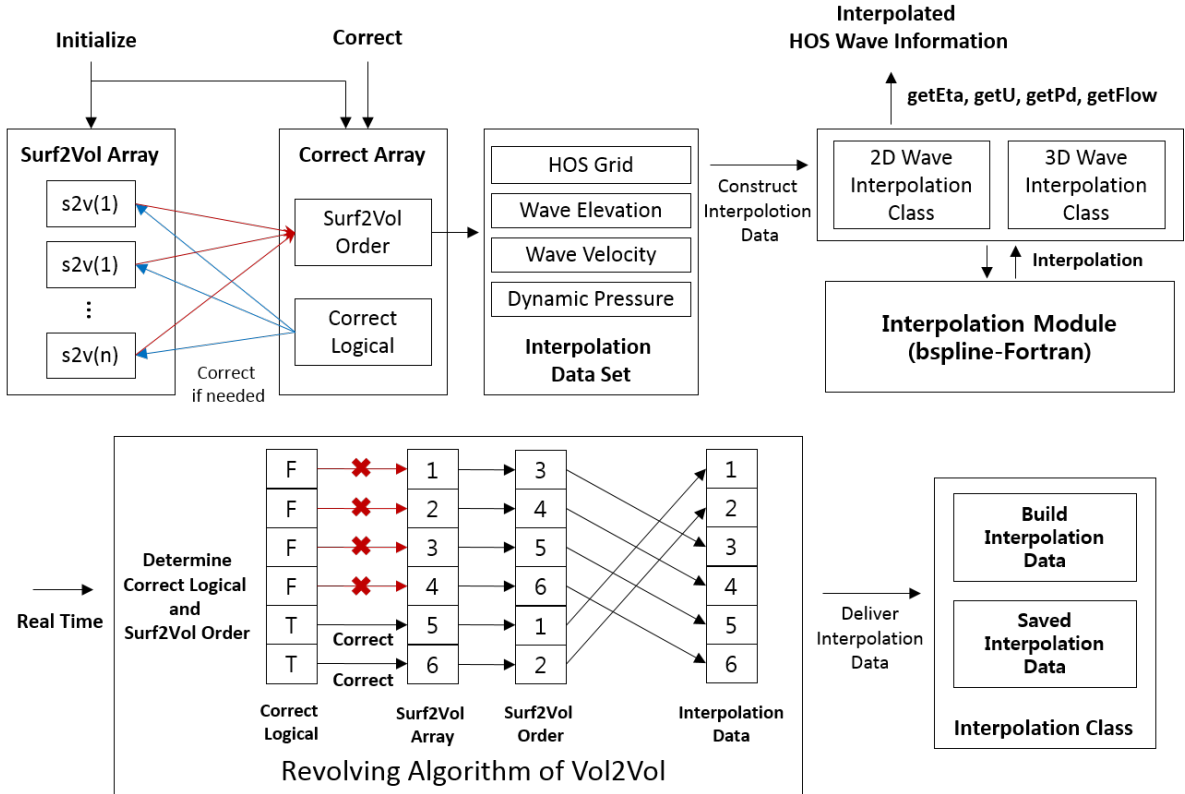 Initialize
Correct
Interpolated
HOS Wave Information
getEta, getU, getPd, getFlow
Surf2Vol Array
s2v(1)
s2v(1)
...
s2v(n)
Correct
if needed
Correct Array
Surf2Vol
Order
Correct
Logical
HOS Grid
Wave Elevation
Wave Velocity
Dynamic Pressure
Interpolation
Data Set
Construct
Interpolation
Data
2D Wave
Interpolation
Class
3D Wave
Interpolation
Class
Interpolation
Interpolation Module
(bspline-Fortran)
Real Time
Determine
Correct Logical
and
Surf2Vol Order
F 1 3 1
F 2 4 2
F 3 5 3
F 4 6 4
T Correct 5 1 5
T Correct 6 2 6
Correct
Logical
Surf2Vol
Array
Surf2Vol
Order
Interpolation
Data
Revolving Algorithm of Vol2Vol
Deliver
Interpolation
Data
Build
Interpolation
Data
Saved
Interpolation
Data
Interpolation Class